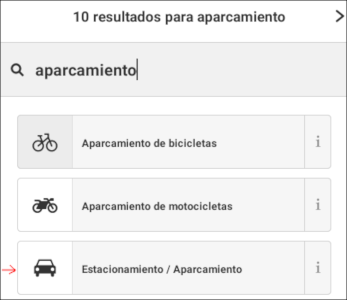 10 resultados para aparcamiento
aparcamiento
Aparcamiento de bicicletas
i
Aparcamiento de motocicletas
i
Estacionamiento / Aparcamiento
i